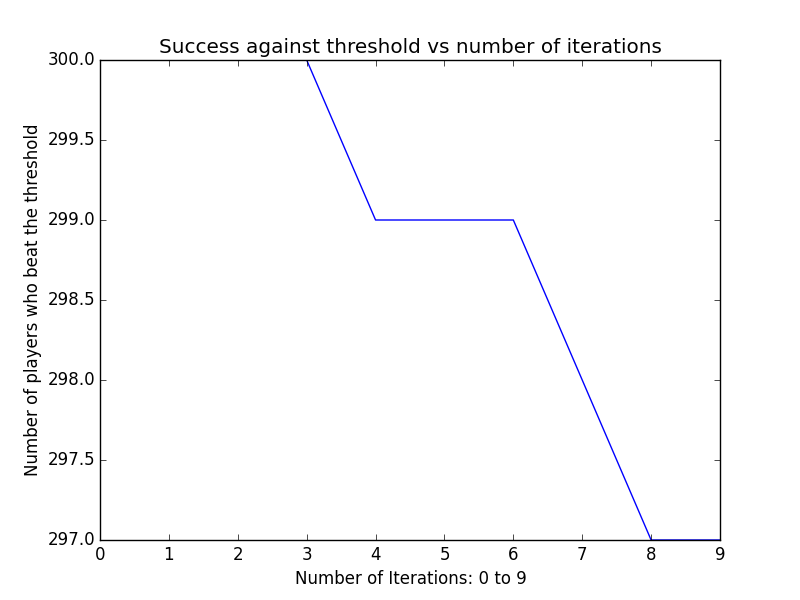 Success against threshold vs number of iterations
300.0
299.5
299.0
298.5
298.0
297.5
297.0
Number of players who beat the threshold
0 1 2 3 4 5 6 7 8 9
Number of Iterations: 0 to 9